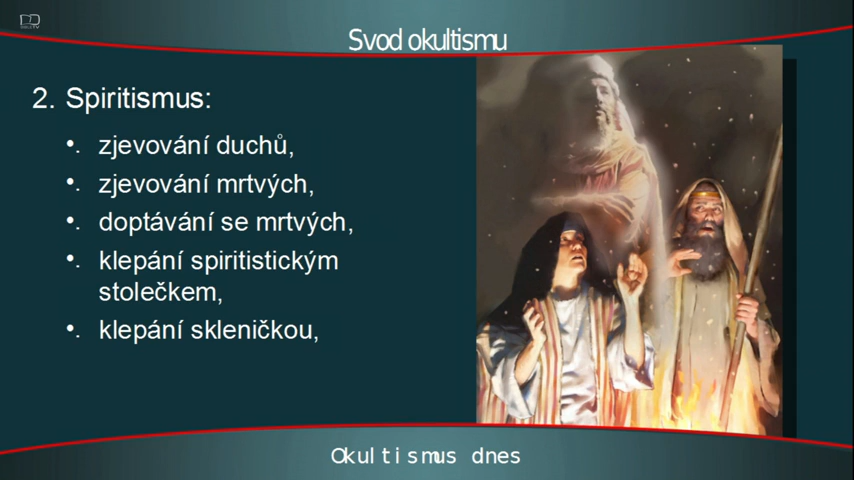 Svod okultismu
2. Spiritismus:
•. zjevování duchů,
•. zjevování mrtvých,
•. doptávání se mrtvých,
•. klepání spiritistickým
stolečkem,
•. klepání skleničkou,
Okultismus dnes